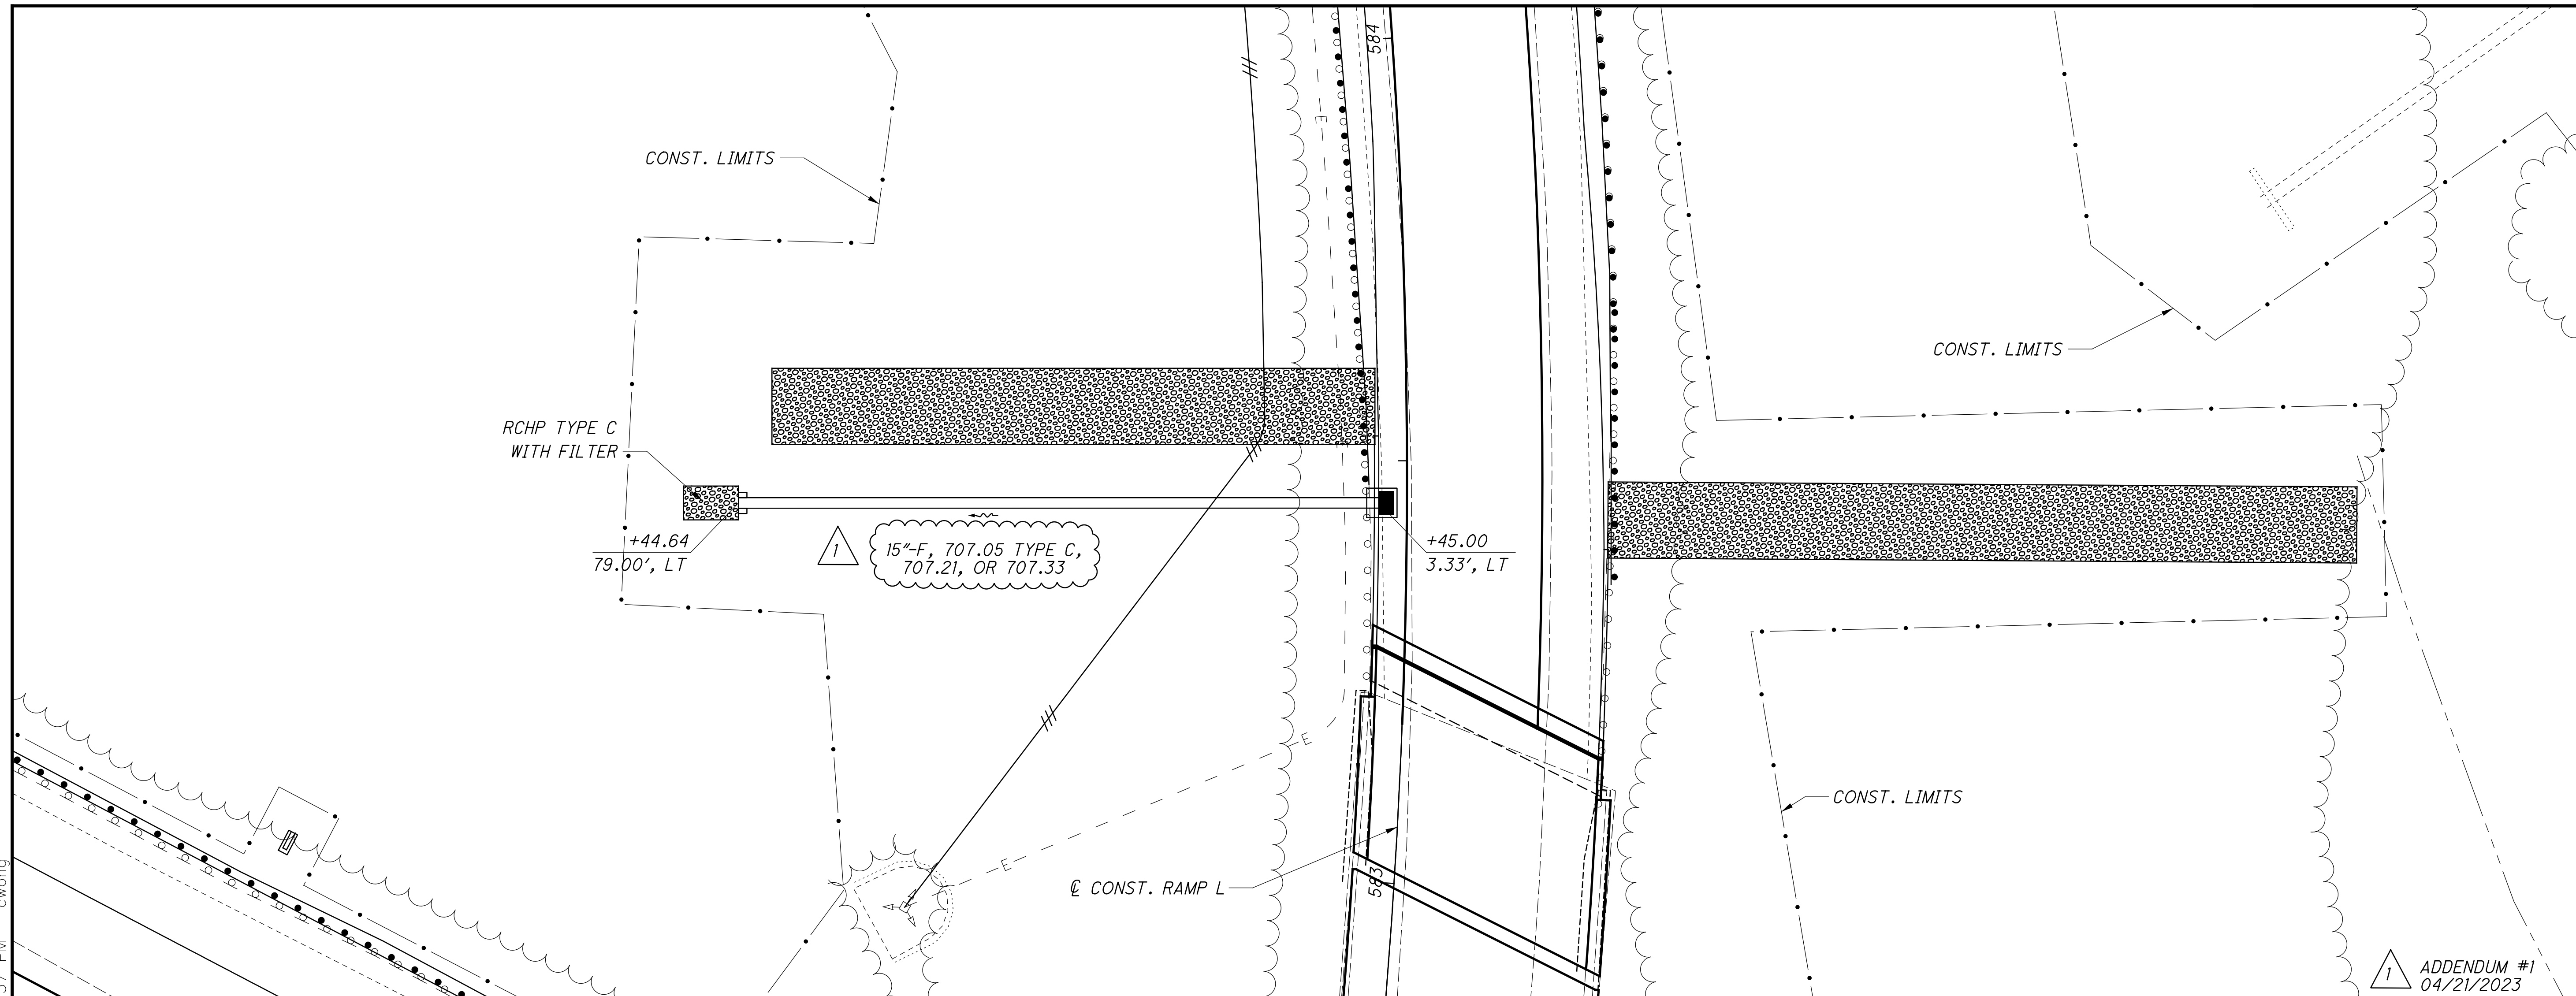 584
CONST. LIMITS
CONST. LIMITS
RCHP TYPE C
WITH FILTER
E
+44.64
79.00', LT
1
15"-F, 707.05 TYPE C,
707.21, OR 707.33
+45.00
3.33', LT
E
CONST. LIMITS
E
℄ CONST. RAMP L
583
1
ADDENDUM #1
04/21/2023
PM cwong